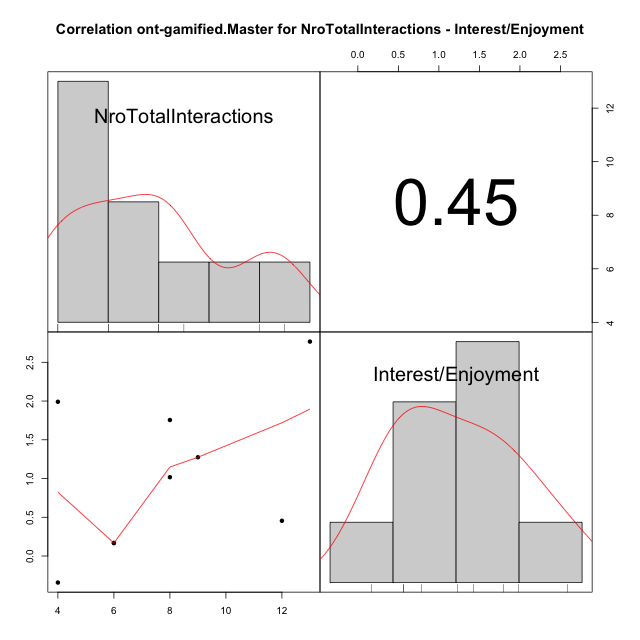 Correlation ont-gamified.Master for NroTotalInteractions - Interest/Enjoyment
0.0 0.5 1.0 1.5 2.0 2.5
NroTotalInteractions
0.45
12
10
8
6
4
2.5
2.0
1.5
1.0
0.5
0.0
Interest/Enjoyment
4 6 8 10 12